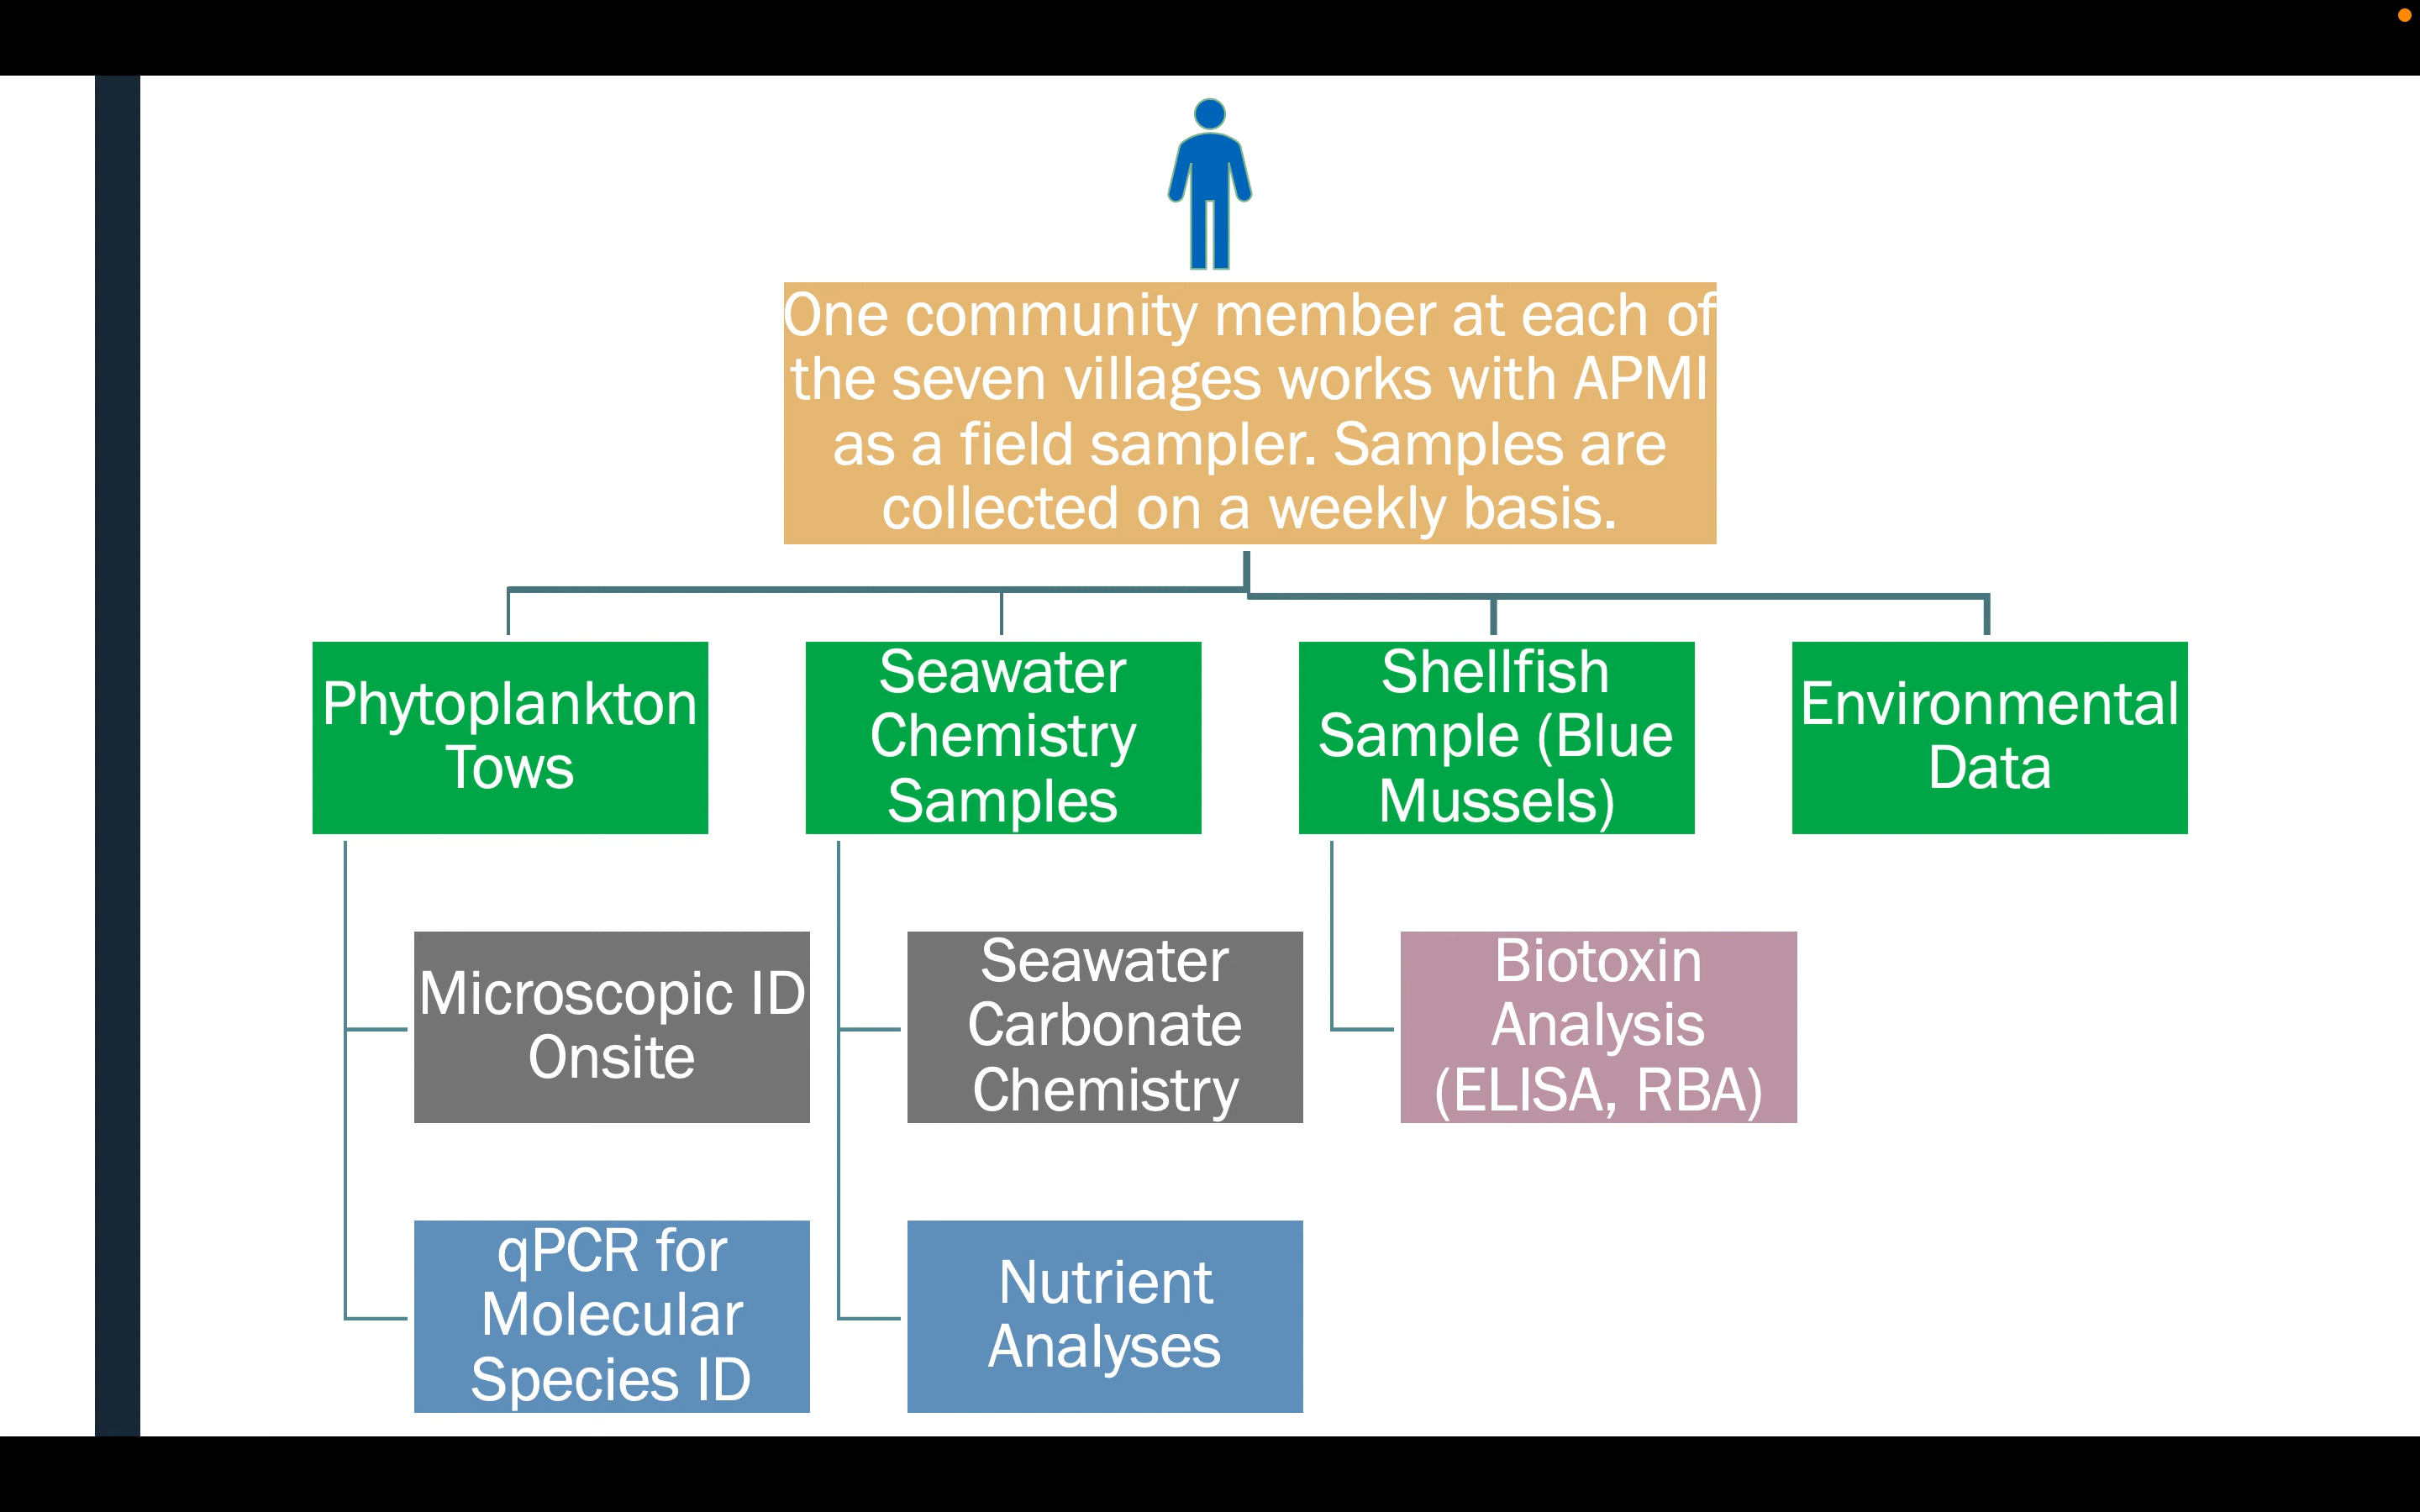 One community member at each of
the seven villages works with APMI
as a field sampler. Samples are
collected on a weekly basis.
Phytoplankton
Tows
Seawater
Chemistry
Samples
Shellfish
Sample (Blue
Mussels)
Environmental
Data
Microscopic ID
Onsite
Seawater
Carbonate
Chemistry
Biotoxin
Analysis
(ELISA, RBA)
qPCR for
Molecular
Species ID
Nutrient
Analyses